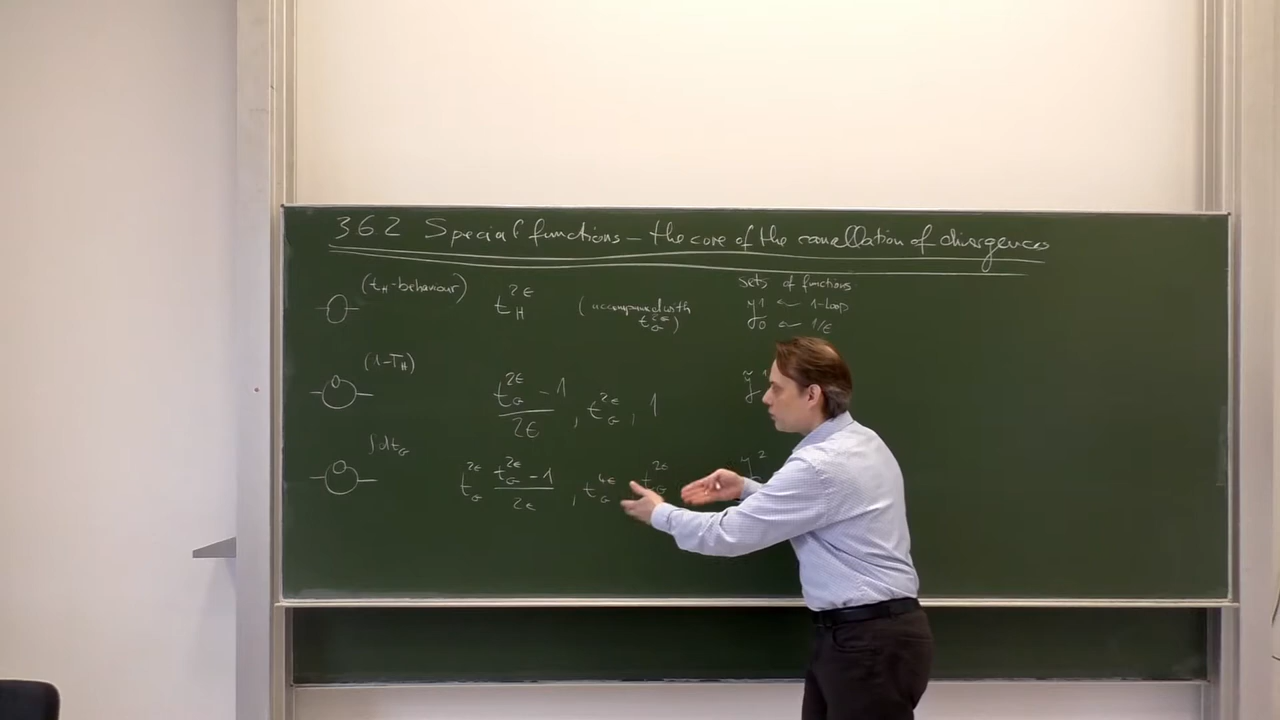 3.6.2 Special functions – the core of the cancellation of divergences
sets of functions
(t_H-behaviour) t_H^{2ε} (accompanied with t_G^{2ε}) y^1 ← 1-loop
y^0 ← 1/ε
(1-T_H) (t_G^{2ε} - 1)/2ε , t_G^{2ε} , 1
∫dt_G t_G^{2ε} (t_G^{2ε} - 1)/2ε , t_G^{4ε} t_G^{2ε} y^2